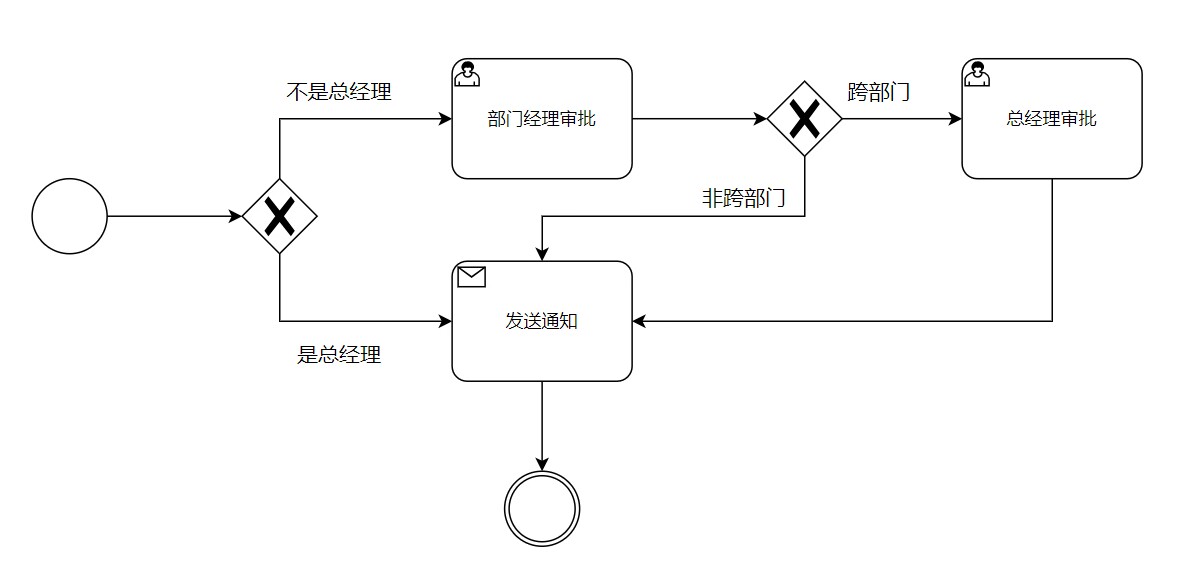 不是总经理
部门经理审批
跨部门
总经理审批
非跨部门
发送通知
是总经理